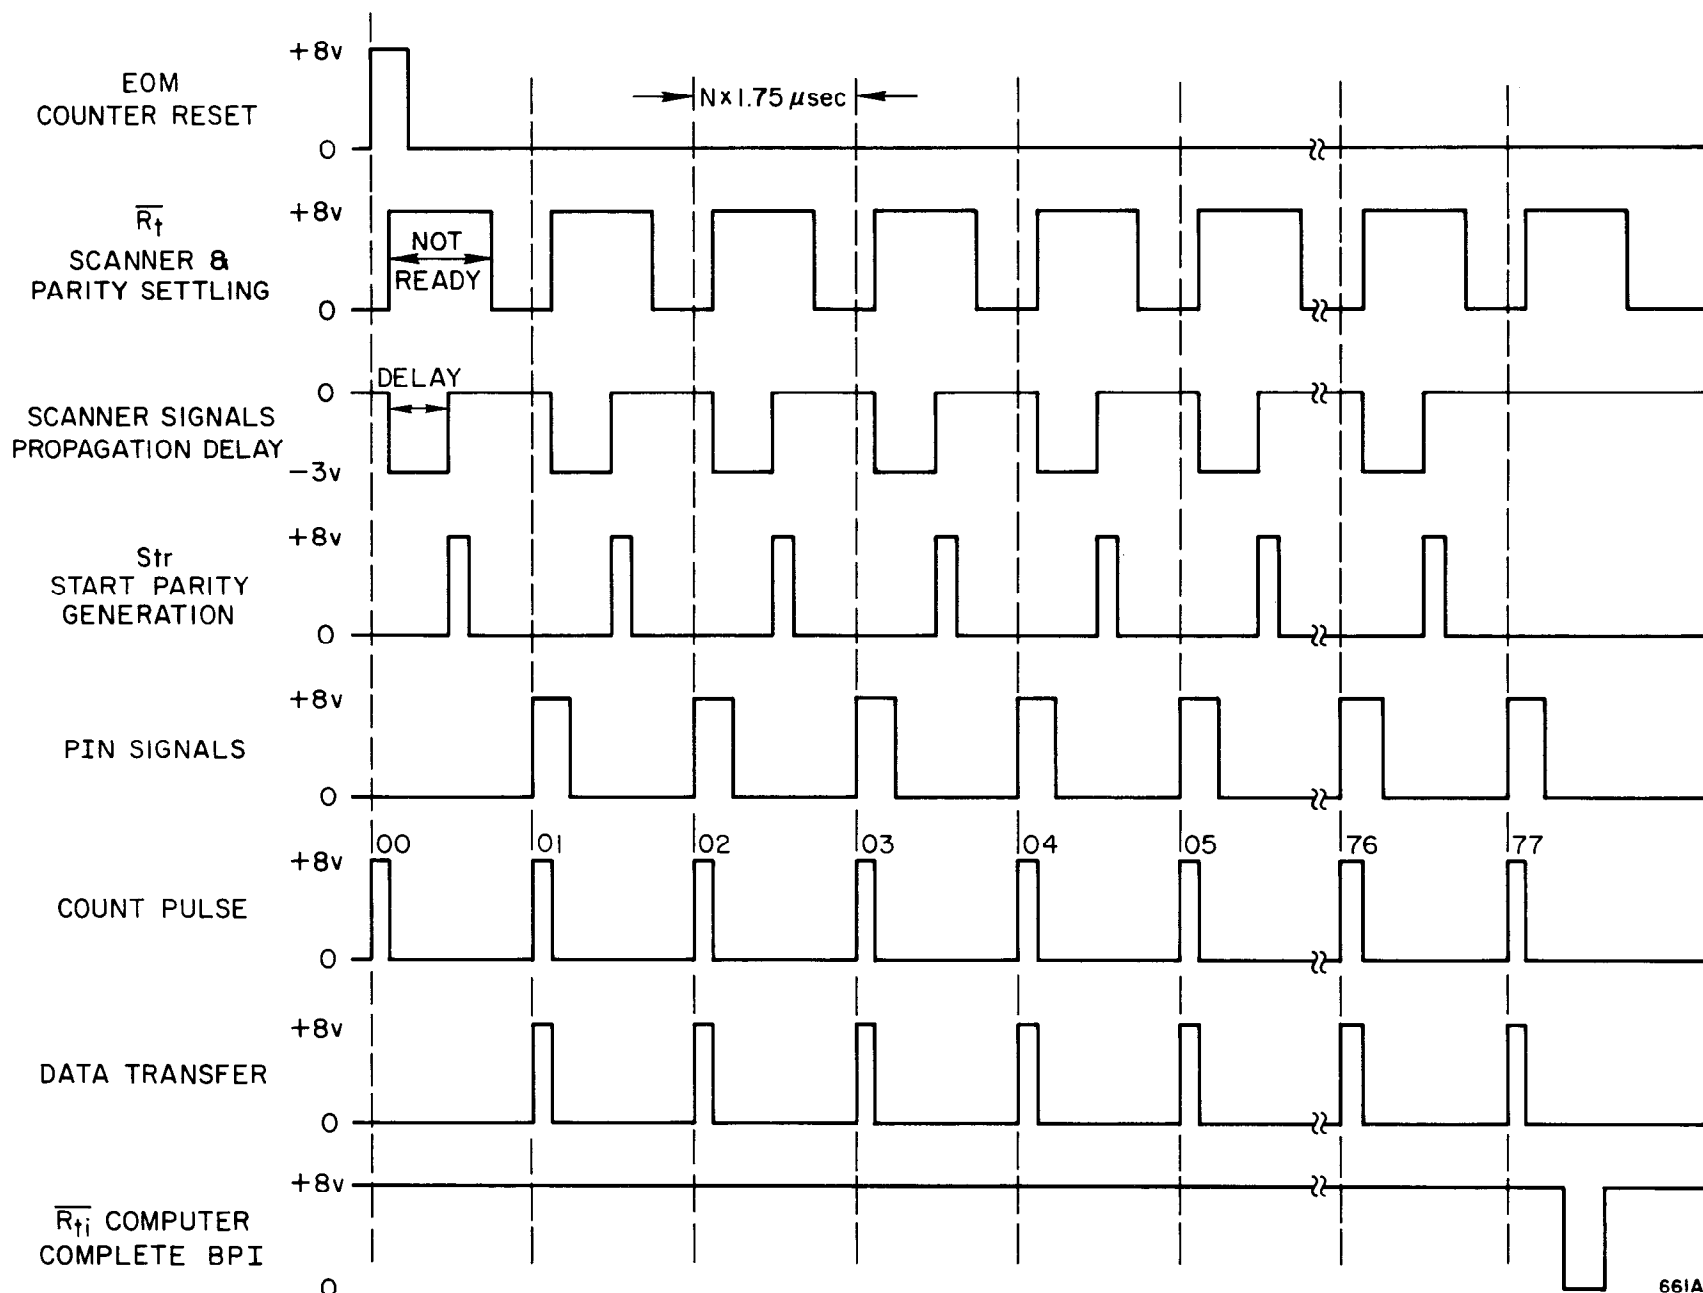 +8v
EOM
COUNTER RESET
0
N×1.75 μsec
R̅t̅
SCANNER &
PARITY SETTLING
+8v
NOT
READY
0
DELAY
0
SCANNER SIGNALS
PROPAGATION DELAY
-3v
+8v
Str
START PARITY
GENERATION
0
+8v
PIN SIGNALS
0
00 01 02 03 04 05 76 77
+8v
COUNT PULSE
0
+8v
DATA TRANSFER
0
+8v
R̅t̅i̅ COMPUTER
COMPLETE BPI
0
661A